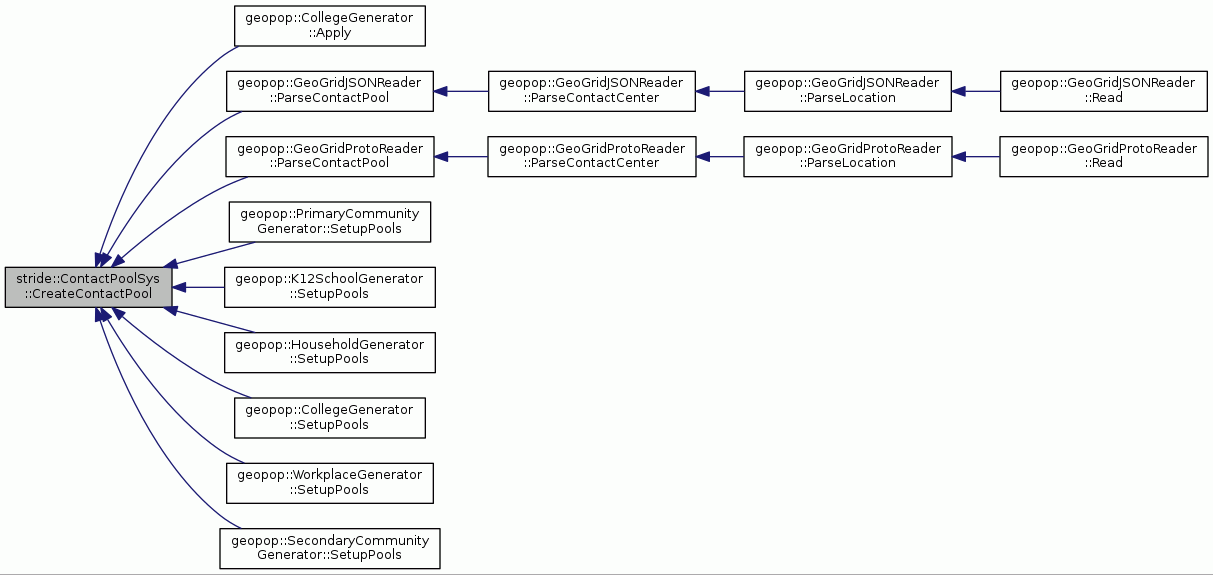 geopop::CollegeGenerator
::Apply
geopop::GeoGridJSONReader
::ParseContactPool
geopop::GeoGridJSONReader
::ParseContactCenter
geopop::GeoGridJSONReader
::ParseLocation
geopop::GeoGridJSONReader
::Read
geopop::GeoGridProtoReader
::ParseContactPool
geopop::GeoGridProtoReader
::ParseContactCenter
geopop::GeoGridProtoReader
::ParseLocation
geopop::GeoGridProtoReader
::Read
geopop::PrimaryCommunity
Generator::SetupPools
stride::ContactPoolSys
::CreateContactPool
geopop::K12SchoolGenerator
::SetupPools
geopop::HouseholdGenerator
::SetupPools
geopop::CollegeGenerator
::SetupPools
geopop::WorkplaceGenerator
::SetupPools
geopop::SecondaryCommunity
Generator::SetupPools